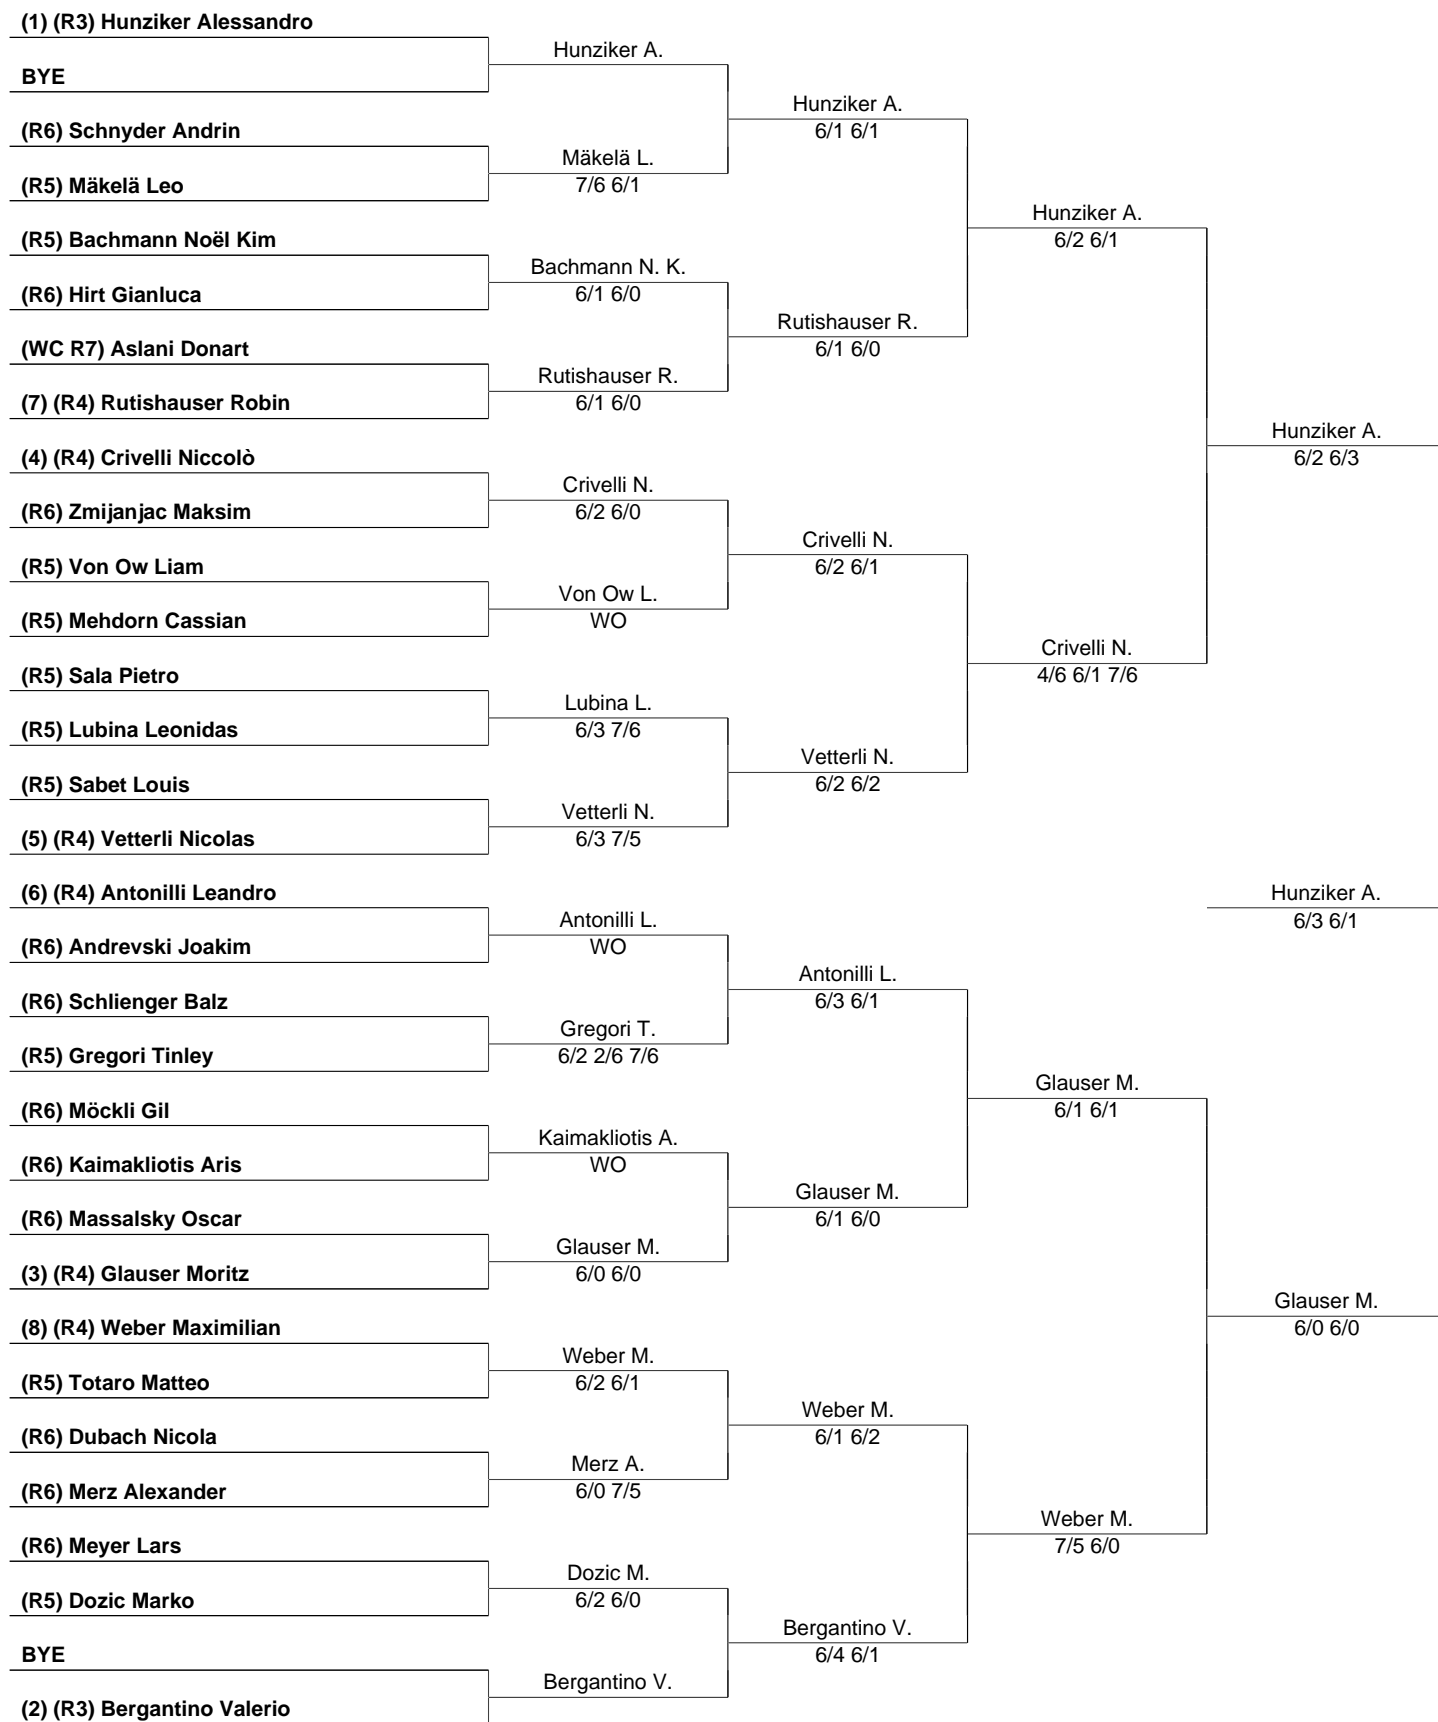 (1) (R3) Hunziker Alessandro
Hunziker A.
BYE
Hunziker A.
6/1 6/1
(R6) Schnyder Andrin
Mäkelä L.
7/6 6/1
(R5) Mäkelä Leo
Hunziker A.
6/2 6/1
(R5) Bachmann Noël Kim
Bachmann N. K.
6/1 6/0
(R6) Hirt Gianluca
Rutishauser R.
6/1 6/0
(WC R7) Aslani Donart
Rutishauser R.
6/1 6/0
(7) (R4) Rutishauser Robin
Hunziker A.
6/2 6/3
(4) (R4) Crivelli Niccolò
Crivelli N.
6/2 6/0
(R6) Zmijanjac Maksim
Crivelli N.
6/2 6/1
(R5) Von Ow Liam
Von Ow L.
WO
(R5) Mehdorn Cassian
Crivelli N.
4/6 6/1 7/6
(R5) Sala Pietro
Lubina L.
6/3 7/6
(R5) Lubina Leonidas
Vetterli N.
6/2 6/2
(R5) Sabet Louis
Vetterli N.
6/3 7/5
(5) (R4) Vetterli Nicolas
Hunziker A.
6/3 6/1
(6) (R4) Antonilli Leandro
Antonilli L.
WO
(R6) Andrevski Joakim
Antonilli L.
6/3 6/1
(R6) Schlienger Balz
Gregori T.
6/2 2/6 7/6
(R5) Gregori Tinley
Glauser M.
6/1 6/1
(R6) Möckli Gil
Kaimakliotis A.
WO
(R6) Kaimakliotis Aris
Glauser M.
6/1 6/0
(R6) Massalsky Oscar
Glauser M.
6/0 6/0
(3) (R4) Glauser Moritz
Glauser M.
6/0 6/0
(8) (R4) Weber Maximilian
Weber M.
6/2 6/1
(R5) Totaro Matteo
Weber M.
6/1 6/2
(R6) Dubach Nicola
Merz A.
6/0 7/5
(R6) Merz Alexander
Weber M.
7/5 6/0
(R6) Meyer Lars
Dozic M.
6/2 6/0
(R5) Dozic Marko
Bergantino V.
6/4 6/1
BYE
Bergantino V.
(2) (R3) Bergantino Valerio